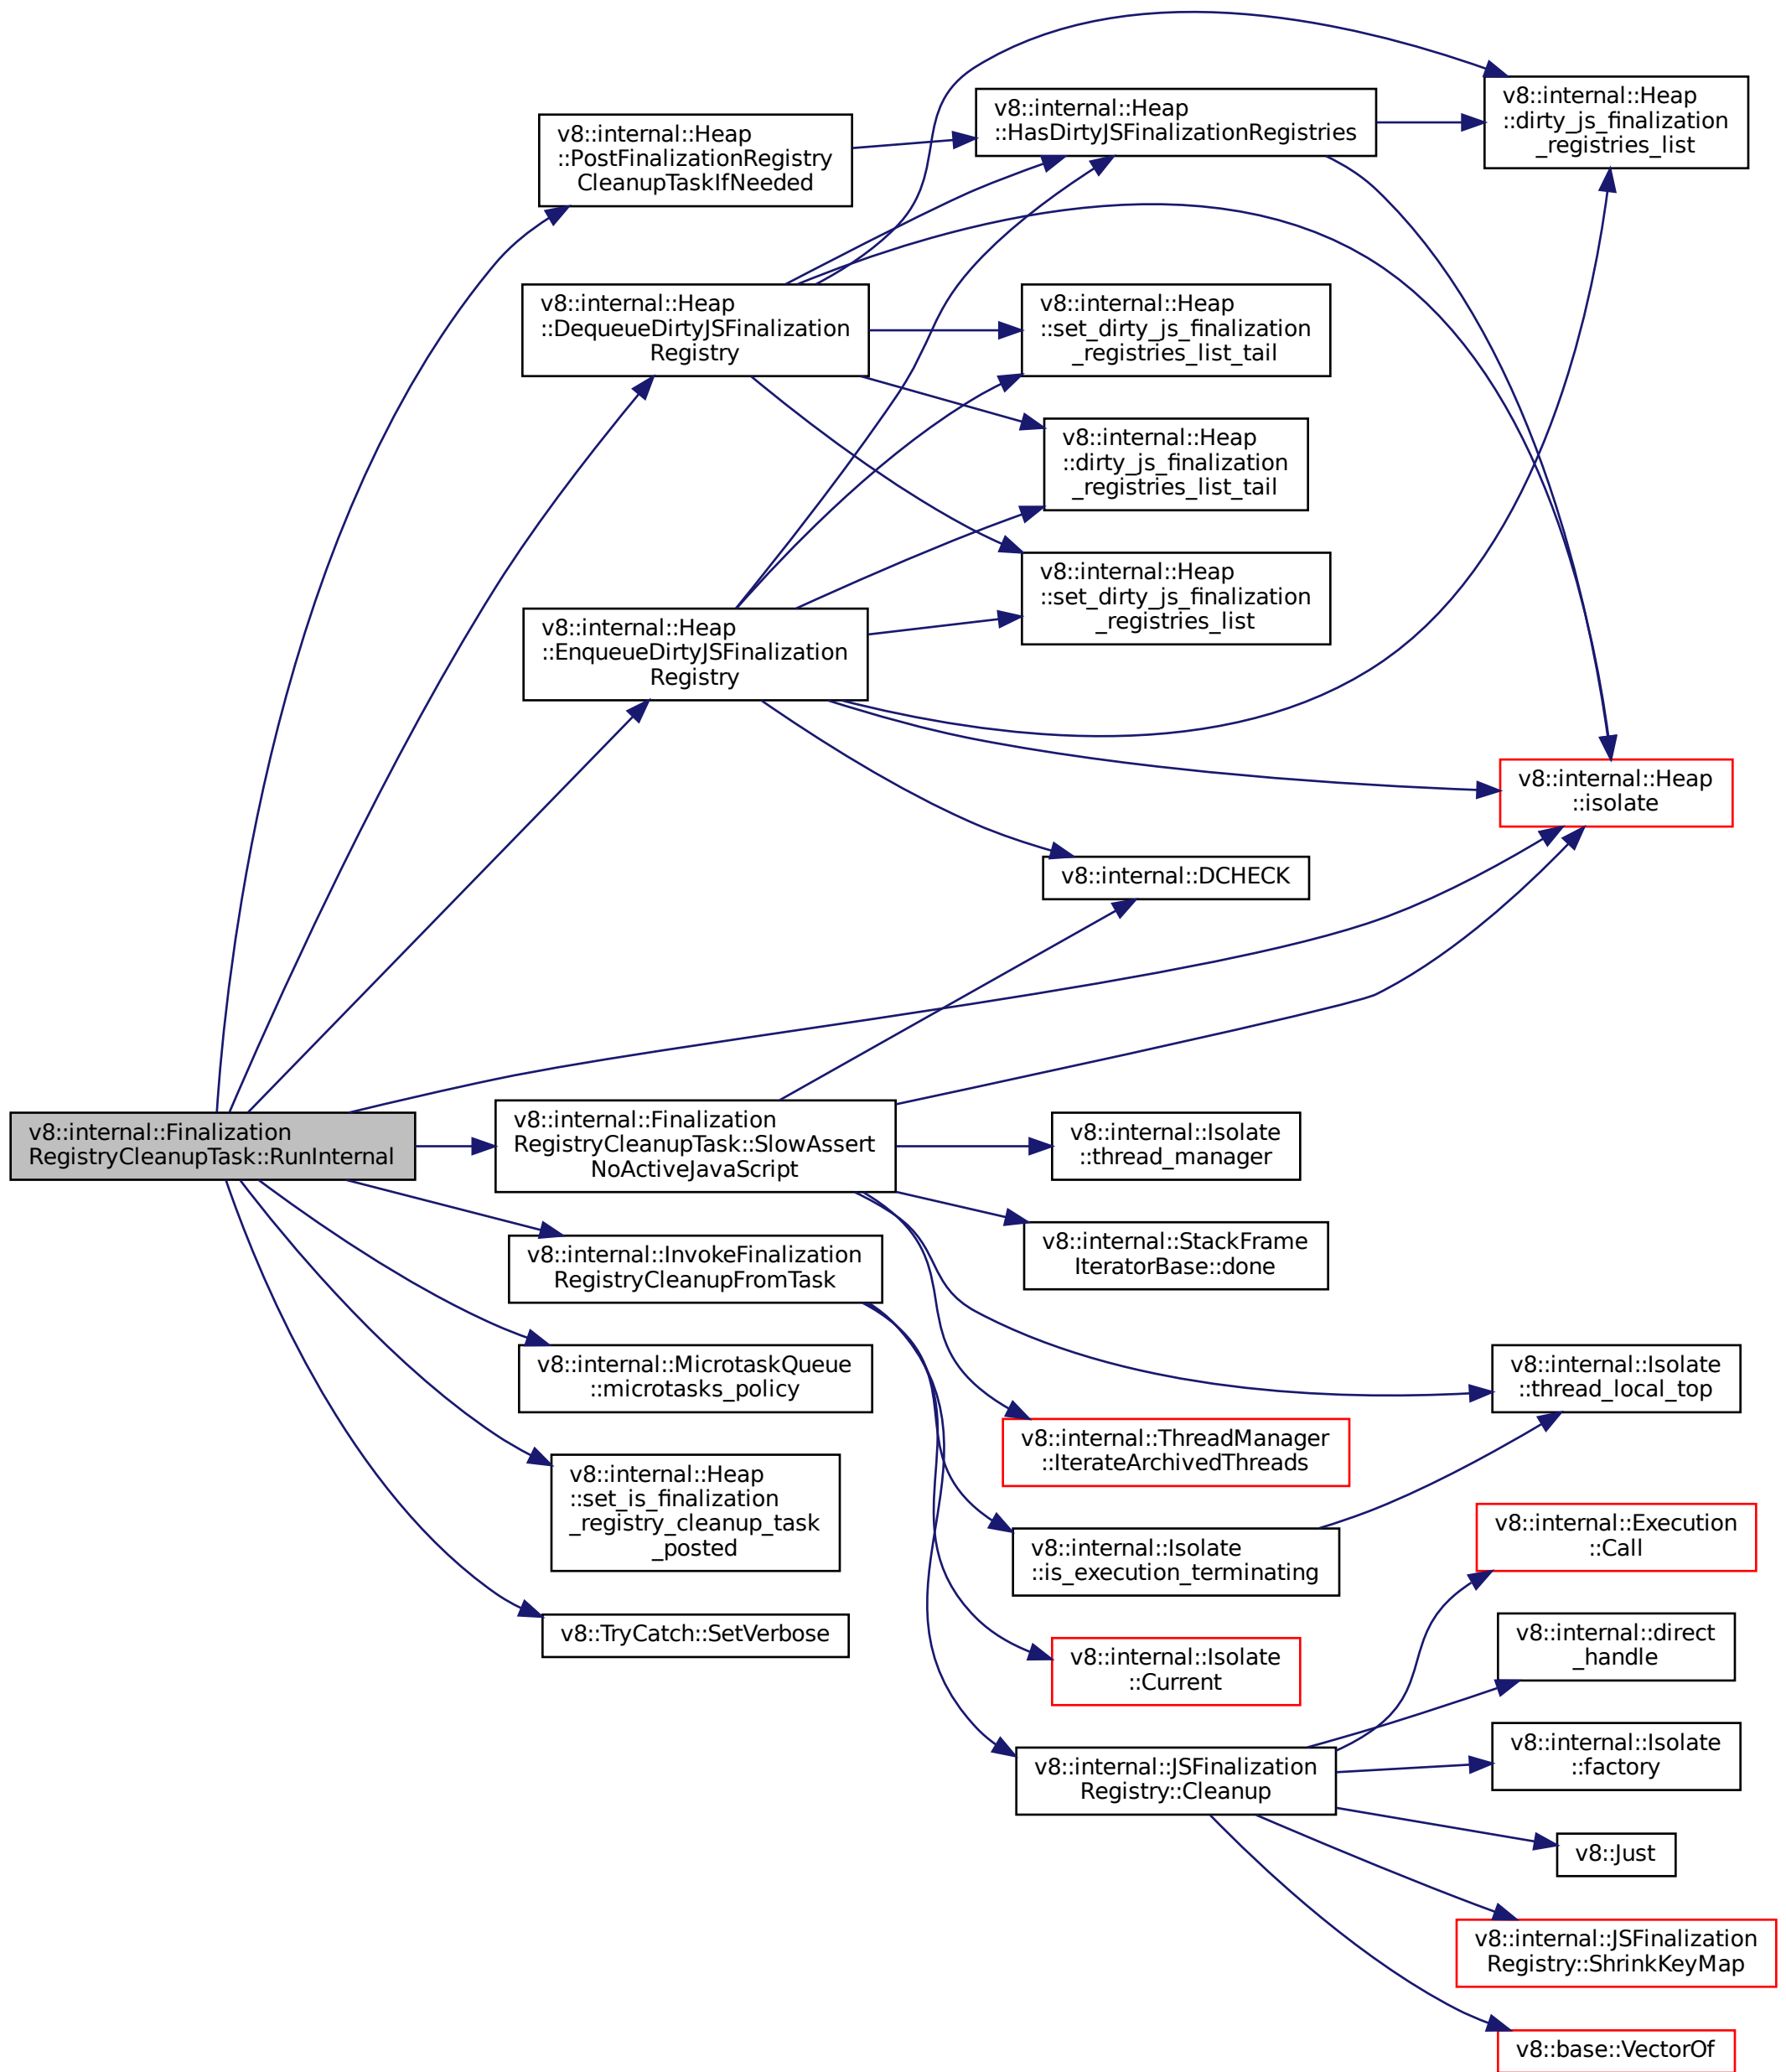 v8::internal::Finalization
RegistryCleanupTask::RunInternal
v8::internal::Heap
::PostFinalizationRegistry
CleanupTaskIfNeeded
v8::internal::Heap
::DequeueDirtyJSFinalization
Registry
v8::internal::Heap
::EnqueueDirtyJSFinalization
Registry
v8::internal::Finalization
RegistryCleanupTask::SlowAssert
NoActiveJavaScript
v8::internal::InvokeFinalization
RegistryCleanupFromTask
v8::internal::MicrotaskQueue
::microtasks_policy
v8::internal::Heap
::set_is_finalization
_registry_cleanup_task
_posted
v8::TryCatch::SetVerbose
v8::internal::Heap
::HasDirtyJSFinalizationRegistries
v8::internal::Heap
::set_dirty_js_finalization
_registries_list_tail
v8::internal::Heap
::dirty_js_finalization
_registries_list_tail
v8::internal::Heap
::set_dirty_js_finalization
_registries_list
v8::internal::DCHECK
v8::internal::Isolate
::thread_manager
v8::internal::StackFrame
IteratorBase::done
v8::internal::ThreadManager
::IterateArchivedThreads
v8::internal::Isolate
::is_execution_terminating
v8::internal::Isolate
::Current
v8::internal::JSFinalization
Registry::Cleanup
v8::internal::Heap
::dirty_js_finalization
_registries_list
v8::internal::Heap
::isolate
v8::internal::Isolate
::thread_local_top
v8::internal::Execution
::Call
v8::internal::direct
_handle
v8::internal::Isolate
::factory
v8::Just
v8::internal::JSFinalization
Registry::ShrinkKeyMap
v8::base::VectorOf